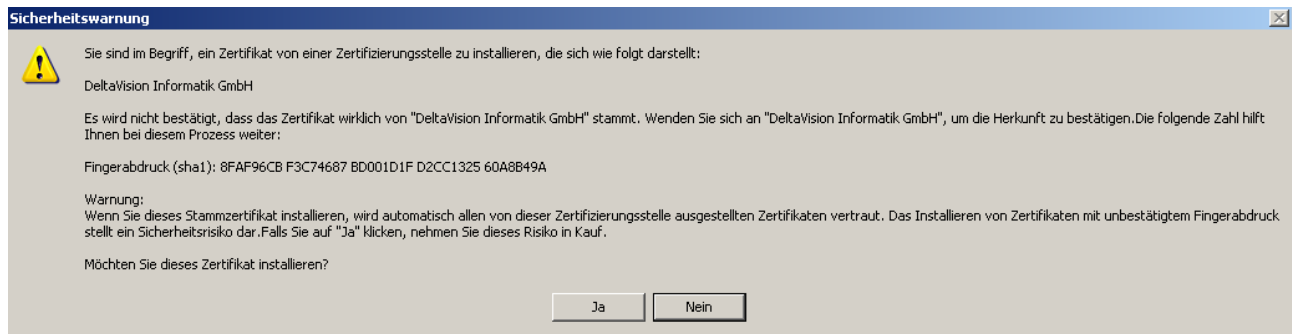 Sicherheitswarnung
Sie sind im Begriff, ein Zertifikat von einer Zertifizierungsstelle zu installieren, die sich wie folgt darstellt:
DeltaVision Informatik GmbH
Es wird nicht bestätigt, dass das Zertifikat wirklich von "DeltaVision Informatik GmbH" stammt. Wenden Sie sich an "DeltaVision Informatik GmbH", um die Herkunft zu bestätigen.Die folgende Zahl hilft
Ihnen bei diesem Prozess weiter:
Fingerabdruck (sha1): 8FAF96CB F3C74687 BD001D1F D2CC1325 60A8B49A
Warnung:
Wenn Sie dieses Stammzertifikat installieren, wird automatisch allen von dieser Zertifizierungsstelle ausgestellten Zertifikaten vertraut. Das Installieren von Zertifikaten mit unbestätigtem Fingerabdruck
stellt ein Sicherheitsrisiko dar.Falls Sie auf "Ja" klicken, nehmen Sie dieses Risiko in Kauf.
Möchten Sie dieses Zertifikat installieren?
Ja
Nein